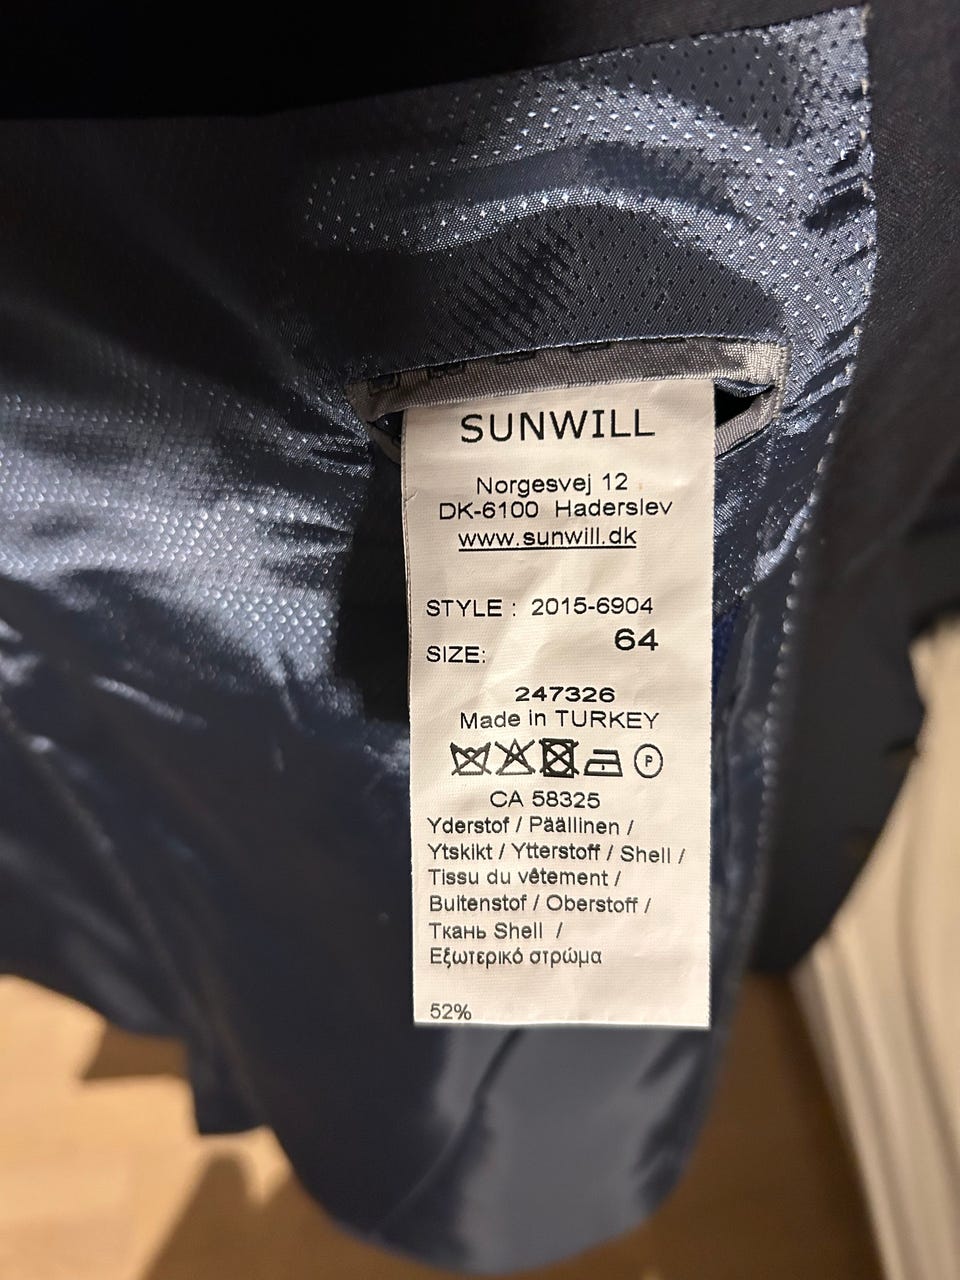 SUNWILL
Norgesvej 12
DK-6100 Haderslev
www.sunwill.dk
STYLE : 2015-6904
SIZE: 64
247326
Made in TURKEY
P
CA 58325
Yderstof / Päällinen /
Ytskikt / Ytterstoff / Shell /
Tissu du vêtement /
Buitenstof / Oberstoff /
Ткань Shell /
Εξωτερικό στρώμα
52%